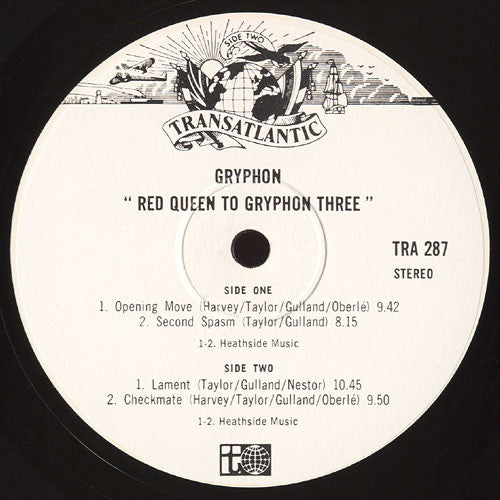 SIDE TWO
TRANSATLANTIC
GRYPHON
" RED QUEEN TO GRYPHON THREE "
TRA 287
STEREO
SIDE ONE
1. Opening Move (Harvey/Taylor/Gulland/Oberlé) 9.42
2. Second Spasm (Taylor/Gulland) 8.15
1-2. Heathside Music
SIDE TWO
1. Lament (Taylor/Gulland/Nestor) 10.45
2. Checkmate (Harvey/Taylor/Gulland/Oberlé) 9.50
1-2. Heathside Music
t